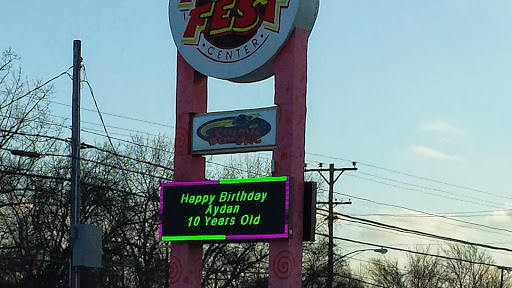 FEST
CENTER
Happy Birthday
Aydan
10 Years Old